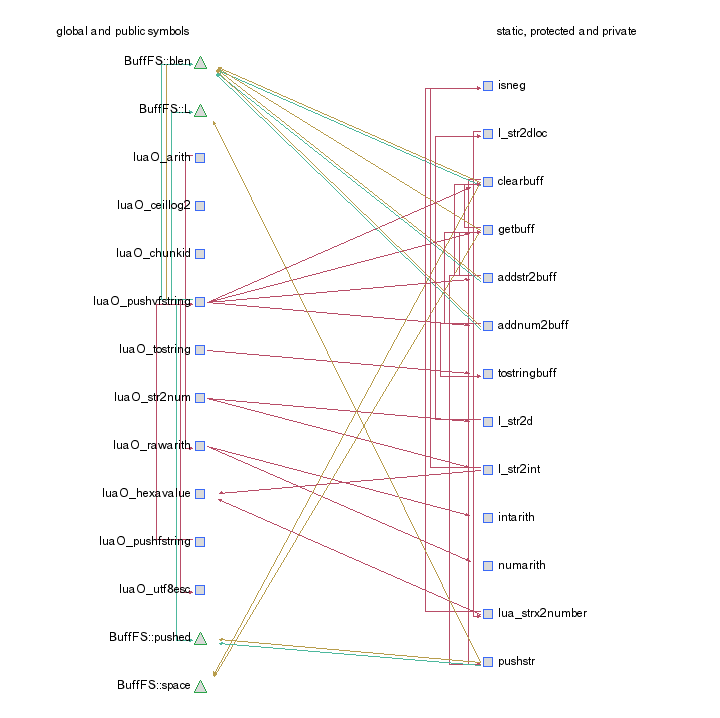 global and public symbols
static, protected and private
BuffFS::blen
BuffFS::L
luaO_arith
luaO_ceillog2
luaO_chunkid
luaO_pushvfstring
luaO_tostring
luaO_str2num
luaO_rawarith
luaO_hexavalue
luaO_pushfstring
luaO_utf8esc
BuffFS::pushed
BuffFS::space
isneg
l_str2dloc
clearbuff
getbuff
addstr2buff
addnum2buff
tostringbuff
l_str2d
l_str2int
intarith
numarith
lua_strx2number
pushstr